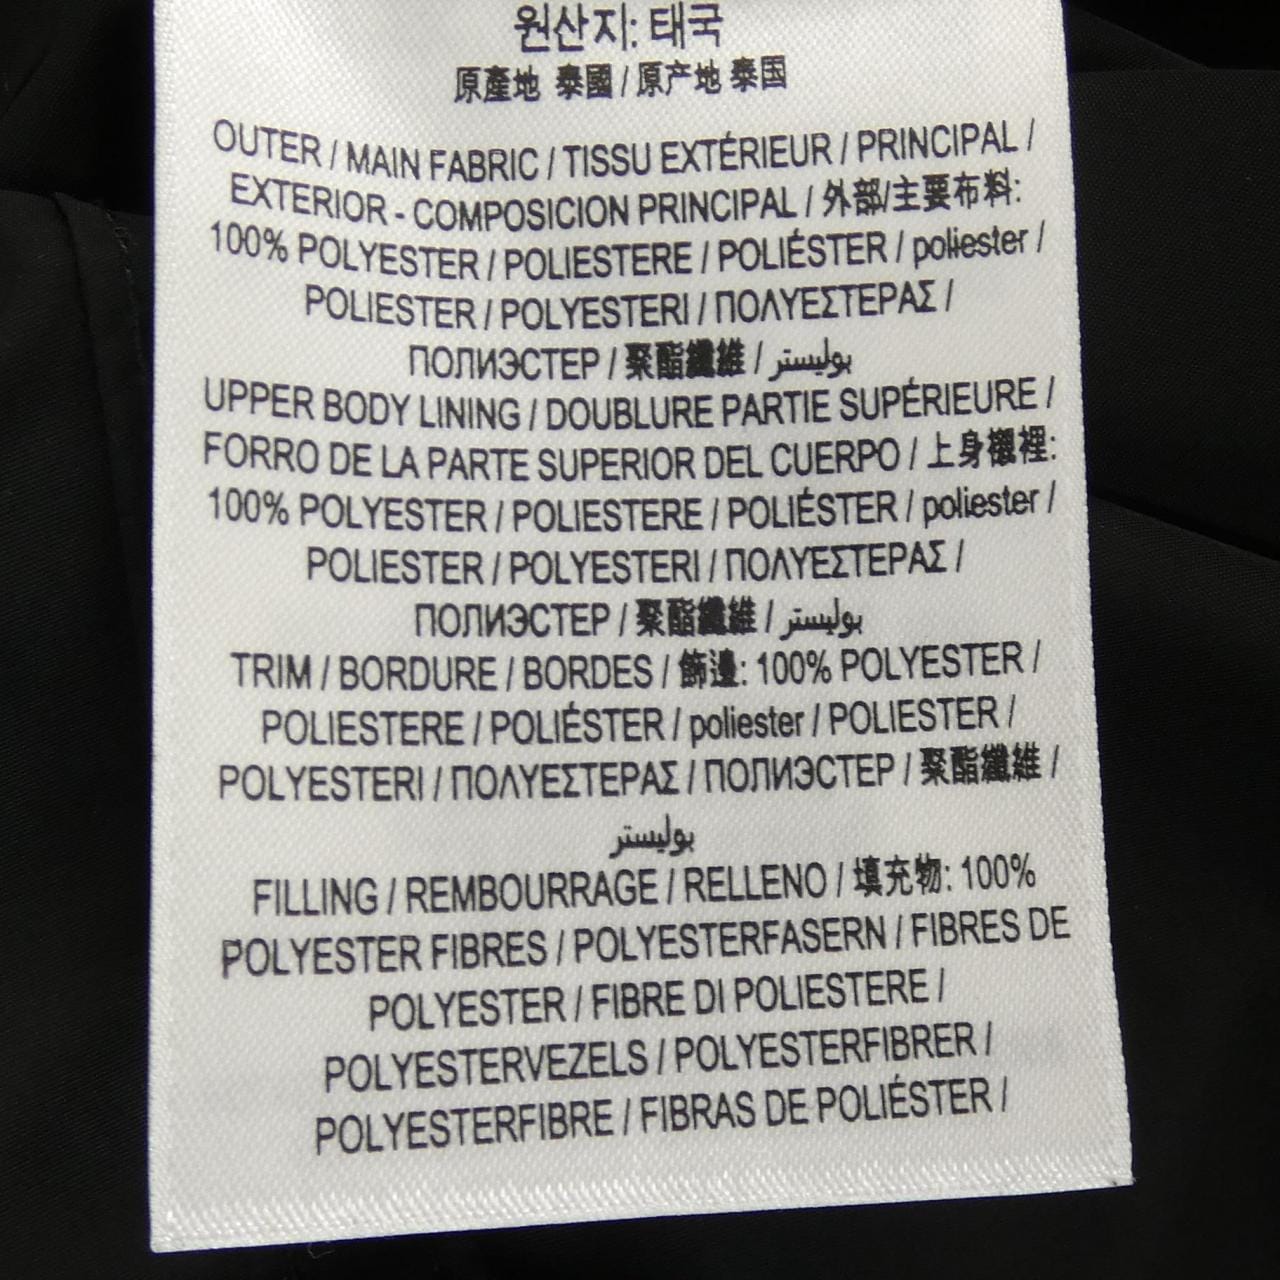 원산지: 태국
原產地 泰國 / 原产地 泰国
OUTER / MAIN FABRIC / TISSU EXTÉRIEUR / PRINCIPAL /
EXTERIOR - COMPOSICION PRINCIPAL / 外部/主要布料:
100% POLYESTER / POLIESTERE / POLIÉSTER / poliester /
POLIESTER / POLYESTERI / ΠΟΛΥΕΣΤΕΡΑΣ /
ПОЛИЭСТЕР / 聚酯纖維 / بوليستر
UPPER BODY LINING / DOUBLURE PARTIE SUPÉRIEURE /
FORRO DE LA PARTE SUPERIOR DEL CUERPO / 上身襯裡:
100% POLYESTER / POLIESTERE / POLIÉSTER / poliester /
POLIESTER / POLYESTERI / ΠΟΛΥΕΣΤΕΡΑΣ /
ПОЛИЭСТЕР / 聚酯纖維 / بوليستر
TRIM / BORDURE / BORDES / 飾邊: 100% POLYESTER /
POLIESTERE / POLIÉSTER / poliester / POLIESTER /
POLYESTERI / ΠΟΛΥΕΣΤΕΡΑΣ / ПОЛИЭСТЕР / 聚酯纖維 /
بوليستر
FILLING / REMBOURRAGE / RELLENO / 填充物: 100%
POLYESTER FIBRES / POLYESTERFASERN / FIBRES DE
POLYESTER / FIBRE DI POLIESTERE /
POLYESTERVEZELS / POLYESTERFIBRER /
POLYESTERFIBRE / FIBRAS DE POLIÉSTER /